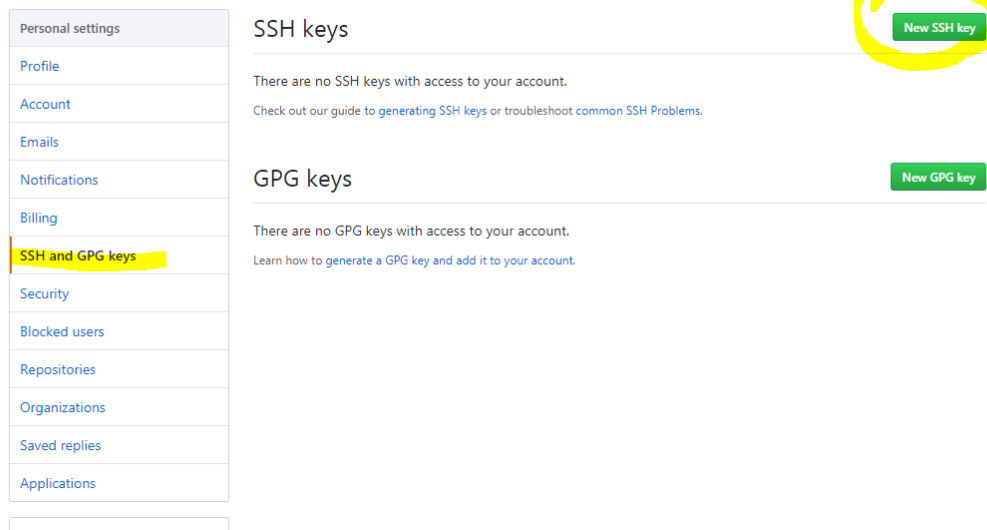 Personal settings
Profile
Account
Emails
Notifications
Billing
SSH and GPG keys
Security
Blocked users
Repositories
Organizations
Saved replies
Applications
SSH keys
New SSH key
There are no SSH keys with access to your account.
Check out our guide to generating SSH keys or troubleshoot common SSH Problems.
GPG keys
New GPG key
There are no GPG keys with access to your account.
Learn how to generate a GPG key and add it to your account.